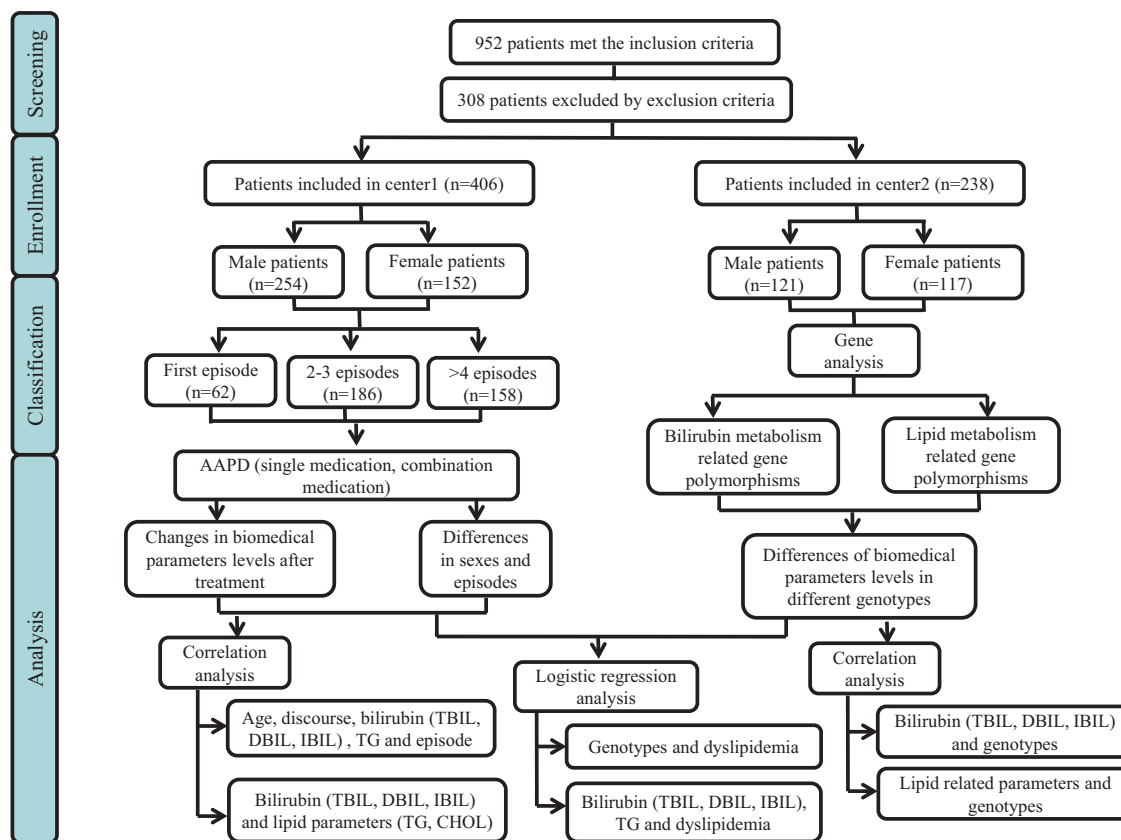 Screening
952 patients met the inclusion criteria
308 patients excluded by exclusion criteria
Enrollment
Patients included in center1 (n=406)
Patients included in center2 (n=238)
Male patients
(n=254)
Female patients
(n=152)
Male patients
(n=121)
Female patients
(n=117)
Classification
First episode
(n=62)
2-3 episodes
(n=186)
>4 episodes
(n=158)
Gene
analysis
Bilirubin metabolism
related gene
polymorphisms
Lipid metabolism
related gene
polymorphisms
Analysis
AAPD (single medication, combination
medication)
Changes in biomedical
parameters levels after
treatment
Differences
in sexes and
episodes
Differences of biomedical
parameters levels in
different genotypes
Correlation
analysis
Age, discourse, bilirubin (TBIL,
DBIL, IBIL) , TG and episode
Bilirubin (TBIL, DBIL, IBIL)
and lipid parameters (TG, CHOL)
Logistic regression
analysis
Genotypes and dyslipidemia
Bilirubin (TBIL, DBIL, IBIL),
TG and dyslipidemia
Correlation
analysis
Bilirubin (TBIL, DBIL, IBIL)
and genotypes
Lipid related parameters and
genotypes